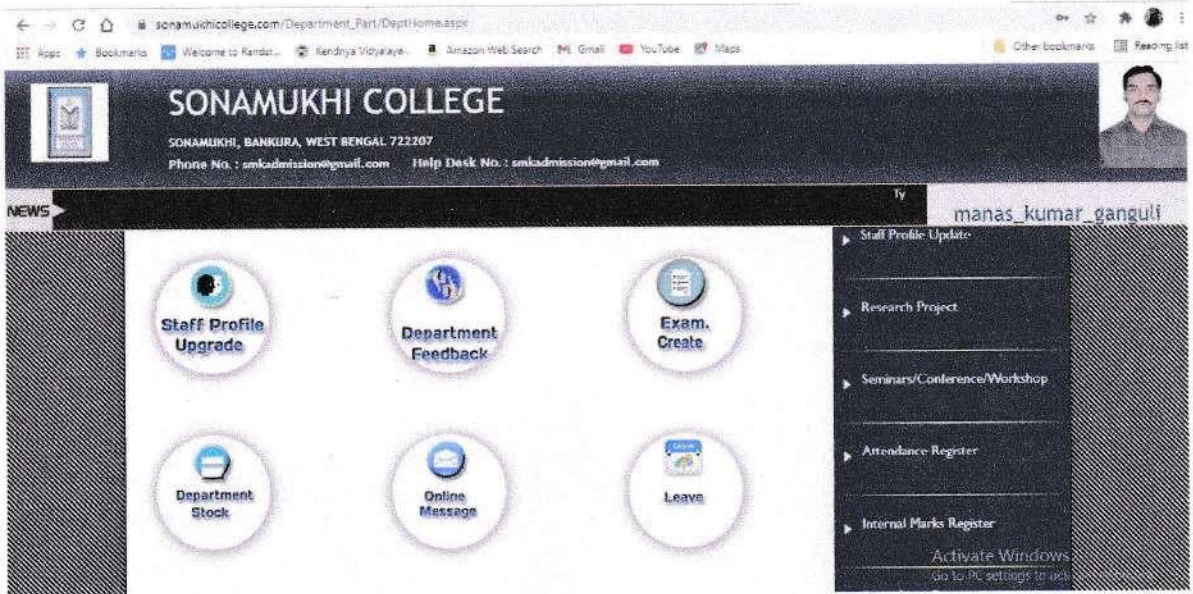 sonamukhicollege.com/Department_Part/DeptHome.aspx
Apps Bookmarks Welcome to Randst... Kendriya Vidyalaya... Amazon Web Search Gmail YouTube Maps Other bookmarks Reading list
SONAMUKHI COLLEGE
SONAMUKHI, BANKURA, WEST BENGAL 722207
Phone No. : smkadmission@gmail.com Help Desk No. : smkadmission@gmail.com
NEWS
Ty
manas_kumar_ganguli
Staff Profile
Upgrade
Department
Feedback
Exam.
Create
Department
Stock
Online
Message
Leave
Leave
Staff Profile Update
Research Project
Seminars/Conference/Workshop
Attendance Register
Internal Marks Register
Activate Windows
Go to PC settings to